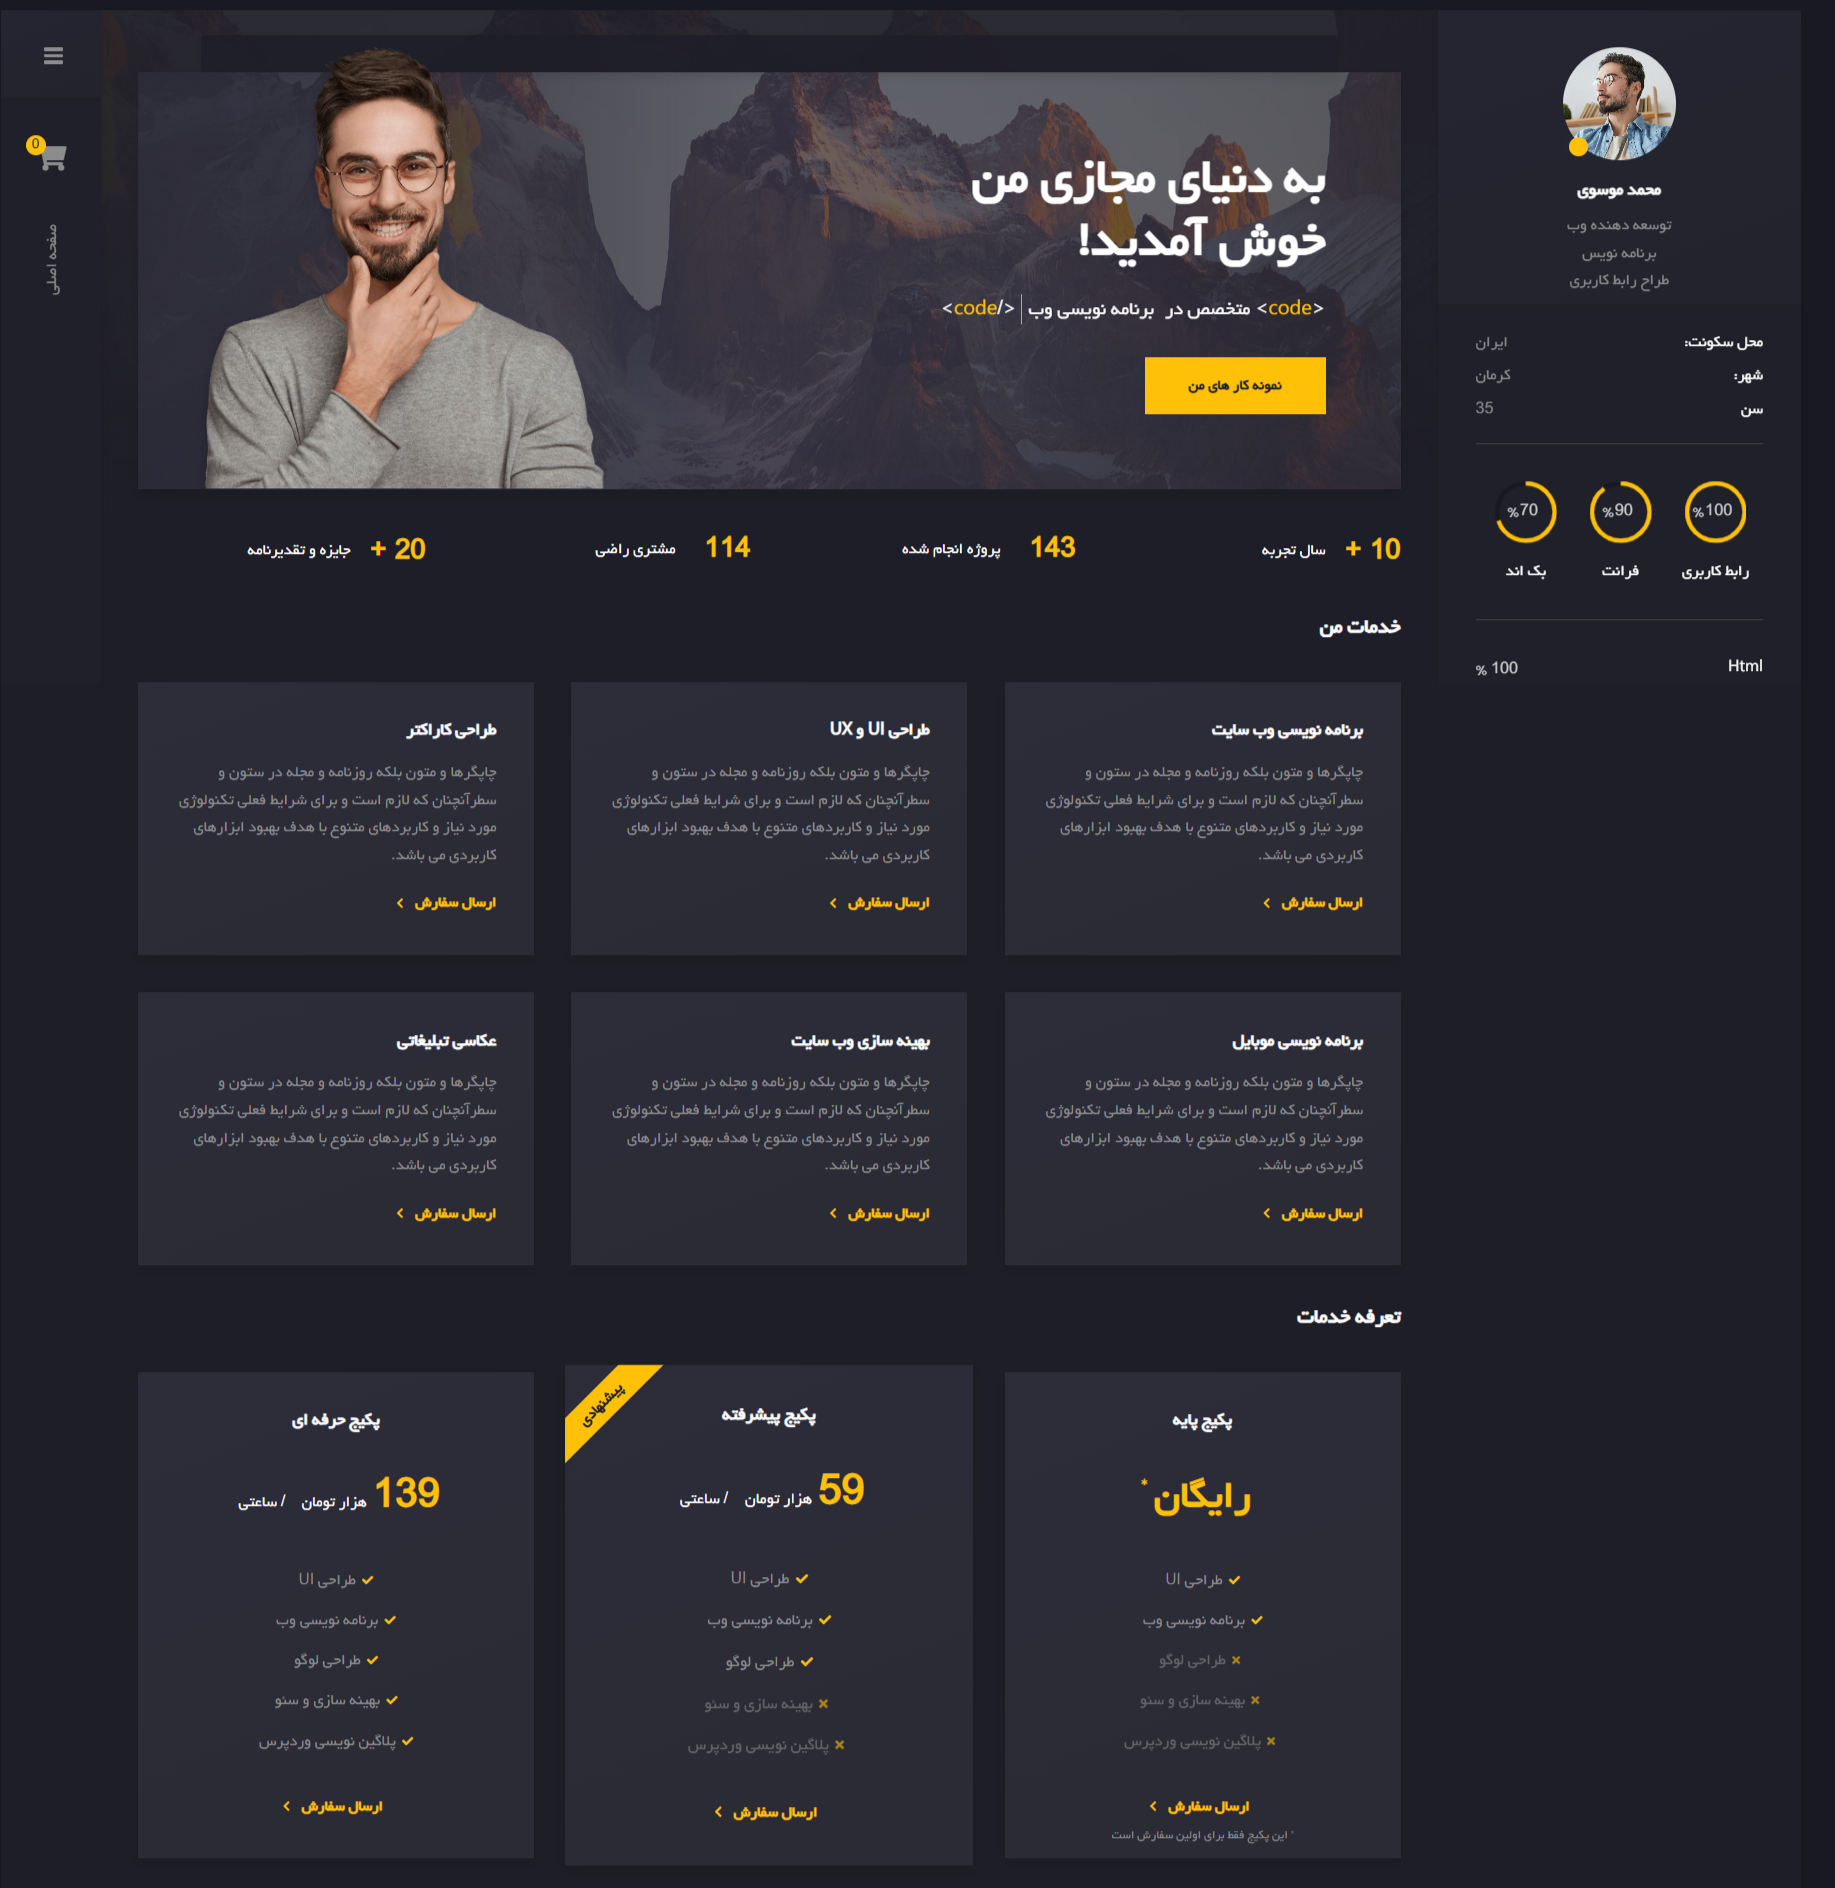 محمد موسوی
توسعه دهنده وب
برنامه نویس
طراح رابط کاربری
محل سکونت: ایران
شهر: کرمان
سن 35
%100 %90 %70
رابط کاربری فرانت بک اند
Html 100 %
0
صفحه اصلی
به دنیای مجازی من
خوش آمدید!
<code> متخصص در برنامه نویسی وب </code>
نمونه کار های من
10 + سال تجربه
143 پروژه انجام شده
114 مشتری راضی
20 + جایزه و تقدیرنامه
خدمات من
برنامه نویسی وب سایت
چاپگرها و متون بلکه روزنامه و مجله در ستون و
سطرآنچنان که لازم است و برای شرایط فعلی تکنولوژی
مورد نیاز و کاربردهای متنوع با هدف بهبود ابزارهای
کاربردی می باشد.
ارسال سفارش
طراحی UI و UX
چاپگرها و متون بلکه روزنامه و مجله در ستون و
سطرآنچنان که لازم است و برای شرایط فعلی تکنولوژی
مورد نیاز و کاربردهای متنوع با هدف بهبود ابزارهای
کاربردی می باشد.
ارسال سفارش
طراحی کاراکتر
چاپگرها و متون بلکه روزنامه و مجله در ستون و
سطرآنچنان که لازم است و برای شرایط فعلی تکنولوژی
مورد نیاز و کاربردهای متنوع با هدف بهبود ابزارهای
کاربردی می باشد.
ارسال سفارش
برنامه نویسی موبایل
چاپگرها و متون بلکه روزنامه و مجله در ستون و
سطرآنچنان که لازم است و برای شرایط فعلی تکنولوژی
مورد نیاز و کاربردهای متنوع با هدف بهبود ابزارهای
کاربردی می باشد.
ارسال سفارش
بهینه سازی وب سایت
چاپگرها و متون بلکه روزنامه و مجله در ستون و
سطرآنچنان که لازم است و برای شرایط فعلی تکنولوژی
مورد نیاز و کاربردهای متنوع با هدف بهبود ابزارهای
کاربردی می باشد.
ارسال سفارش
عکاسی تبلیغاتی
چاپگرها و متون بلکه روزنامه و مجله در ستون و
سطرآنچنان که لازم است و برای شرایط فعلی تکنولوژی
مورد نیاز و کاربردهای متنوع با هدف بهبود ابزارهای
کاربردی می باشد.
ارسال سفارش
تعرفه خدمات
پکیج پایه
رایگان *
طراحی UI
برنامه نویسی وب
طراحی لوگو
بهینه سازی و سئو
پلاگین نویسی وردپرس
ارسال سفارش
* این پکیج فقط برای اولین سفارش است
پیشنهادی
پکیج پیشرفته
59 هزار تومان / ساعتی
طراحی UI
برنامه نویسی وب
طراحی لوگو
بهینه سازی و سئو
پلاگین نویسی وردپرس
ارسال سفارش
پکیج حرفه ای
139 هزار تومان / ساعتی
طراحی UI
برنامه نویسی وب
طراحی لوگو
بهینه سازی و سئو
پلاگین نویسی وردپرس
ارسال سفارش